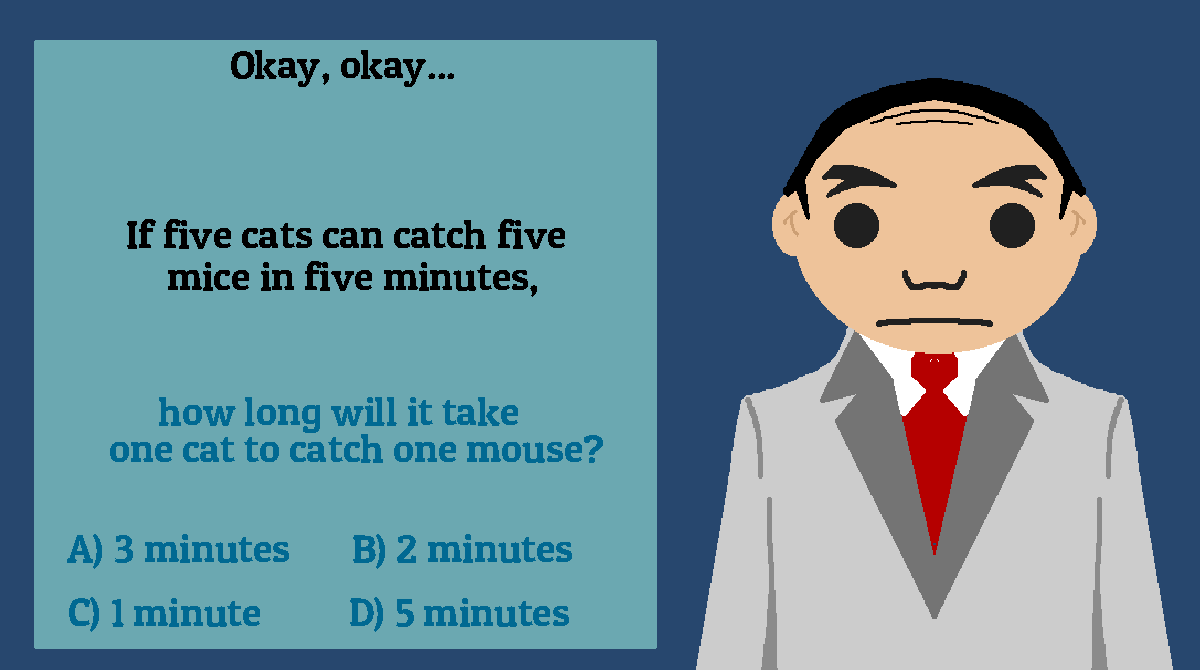 Okay, okay...
If five cats can catch five
mice in five minutes,
how long will it take
one cat to catch one mouse?
A) 3 minutes B) 2 minutes
C) 1 minute D) 5 minutes